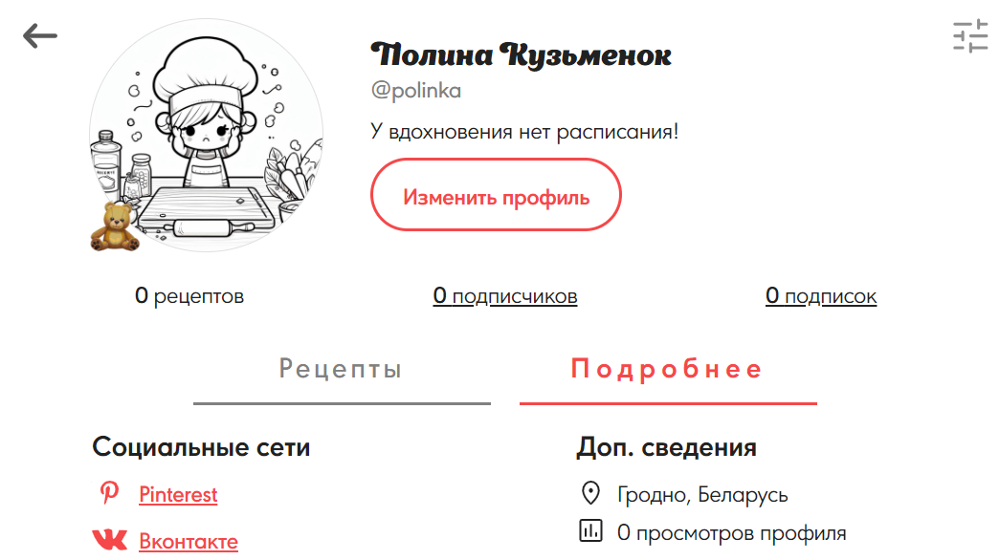 Полина Кузьменок
@polinka
У вдохновения нет расписания!
Изменить профиль
0 рецептов
0 подписчиков
0 подписок
Рецепты
Подробнее
Социальные сети
Доп. сведения
Pinterest
Гродно, Беларусь
Вконтакте
0 просмотров профиля